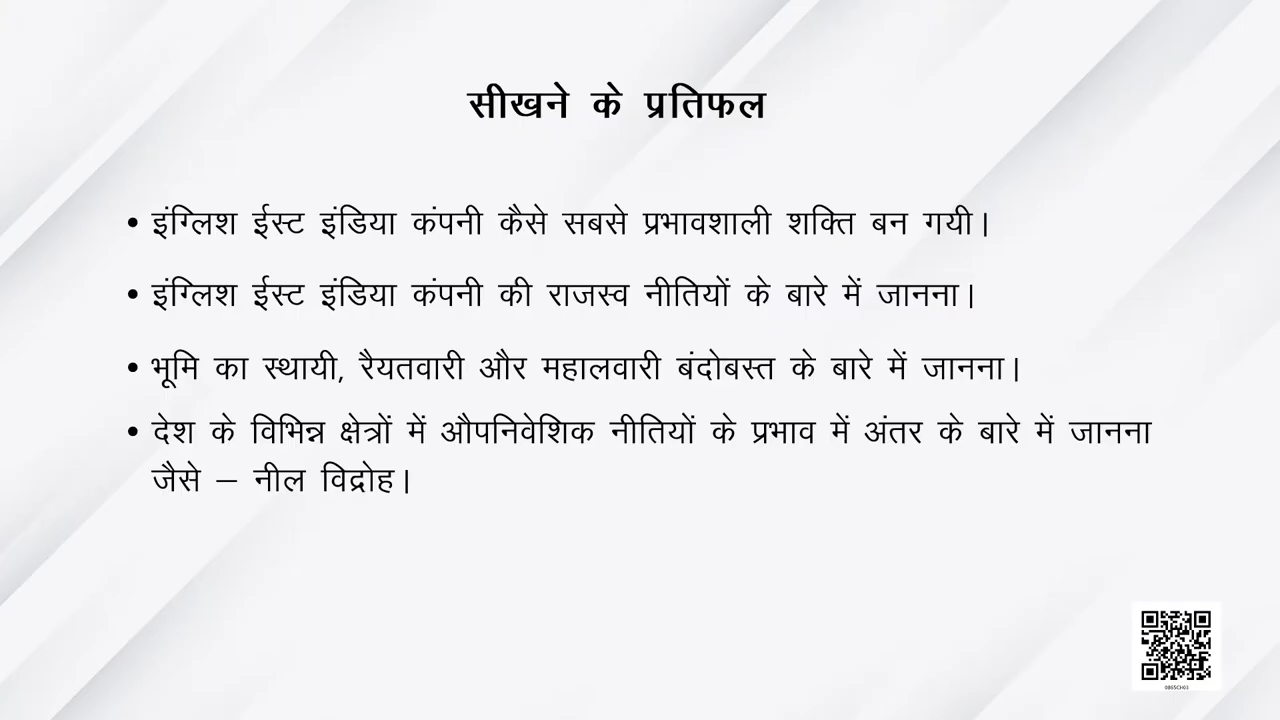 सीखने के प्रतिफल
• इंग्लिश ईस्ट इंडिया कंपनी कैसे सबसे प्रभावशाली शक्ति बन गयी।
• इंग्लिश ईस्ट इंडिया कंपनी की राजस्व नीतियों के बारे में जानना।
• भूमि का स्थायी, रैयतवारी और महालवारी बंदोबस्त के बारे में जानना।
• देश के विभिन्न क्षेत्रों में औपनिवेशिक नीतियों के प्रभाव में अंतर के बारे में जानना
जैसे – नील विद्रोह।
0865CH03